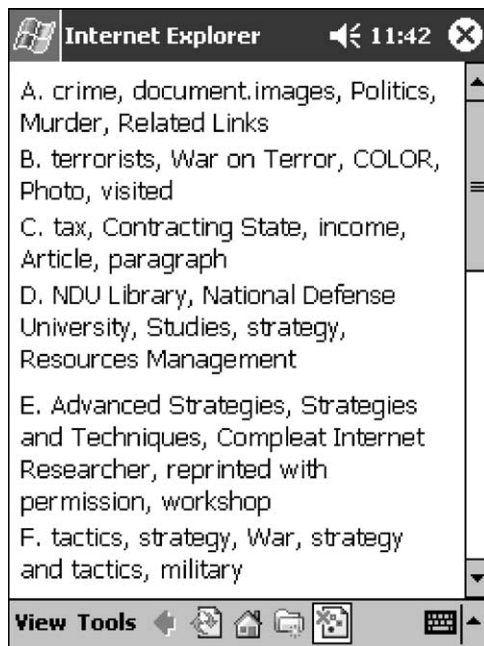 Internet Explorer 11:42
A. crime, document.images, Politics,
Murder, Related Links
B. terrorists, War on Terror, COLOR,
Photo, visited
C. tax, Contracting State, income,
Article, paragraph
D. NDU Library, National Defense
University, Studies, strategy,
Resources Management
E. Advanced Strategies, Strategies
and Techniques, Compleat Internet
Researcher, reprinted with
permission, workshop
F. tactics, strategy, War, strategy
and tactics, military
View Tools